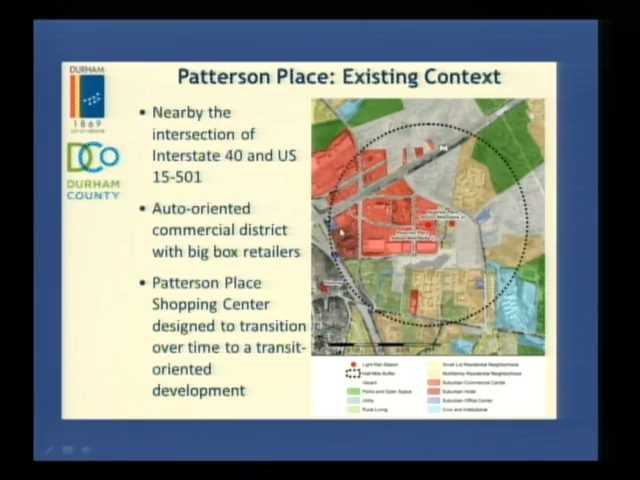 DURHAM
1869
CITY OF MEDICINE
Patterson Place: Existing Context
DCO
DURHAM
COUNTY
• Nearby the
intersection of
Interstate 40 and US
15-501
• Auto-oriented
commercial district
with big box retailers
• Patterson Place
Shopping Center
designed to transition
over time to a transit-
oriented
development
Light Rail Station
Half-Mile Buffer
Vacant
Parks and Open Space
Utility
Rural Living
Small Lot Residential Neighborhood
Multifamily Residential Neighborhood
Suburban Commercial Center
Suburban Hotel
Suburban Office Center
Civic and Institutional